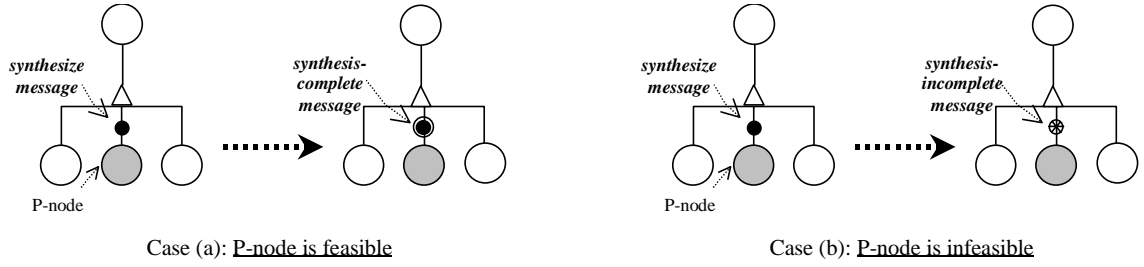 synthesize
message
P-node
synthesis-
complete
message
Case (a): P-node is feasible
synthesize
message
P-node
synthesis-
incomplete
message
Case (b): P-node is infeasible